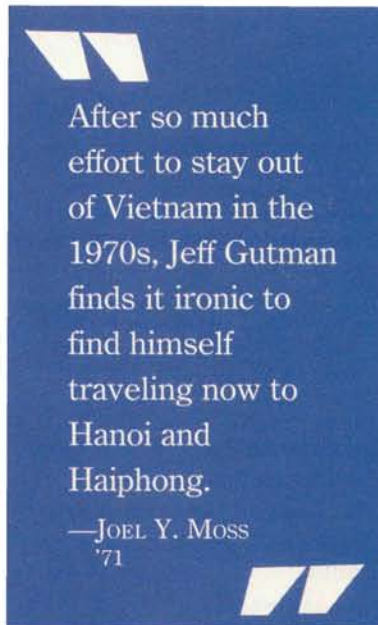 After so much
effort to stay out
of Vietnam in the
1970s, Jeff Gutman
finds it ironic to
find himself
traveling now to
Hanoi and
Haiphong.
—JOEL Y. MOSS
'71